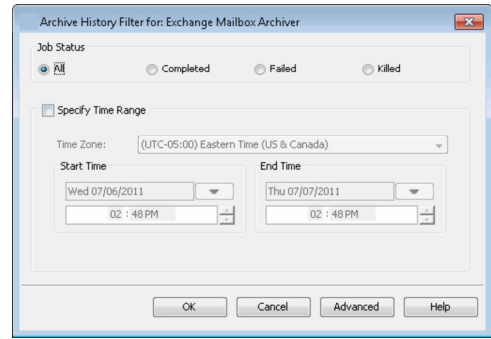 Archive History Filter for: Exchange Mailbox Archiver
Job Status
All Completed Failed Killed
Specify Time Range
Time Zone: (UTC-05:00) Eastern Time (US & Canada)
Start Time End Time
Wed 07/06/2011 Thu 07/07/2011
02 : 48 PM 02 : 48 PM
OK Cancel Advanced Help